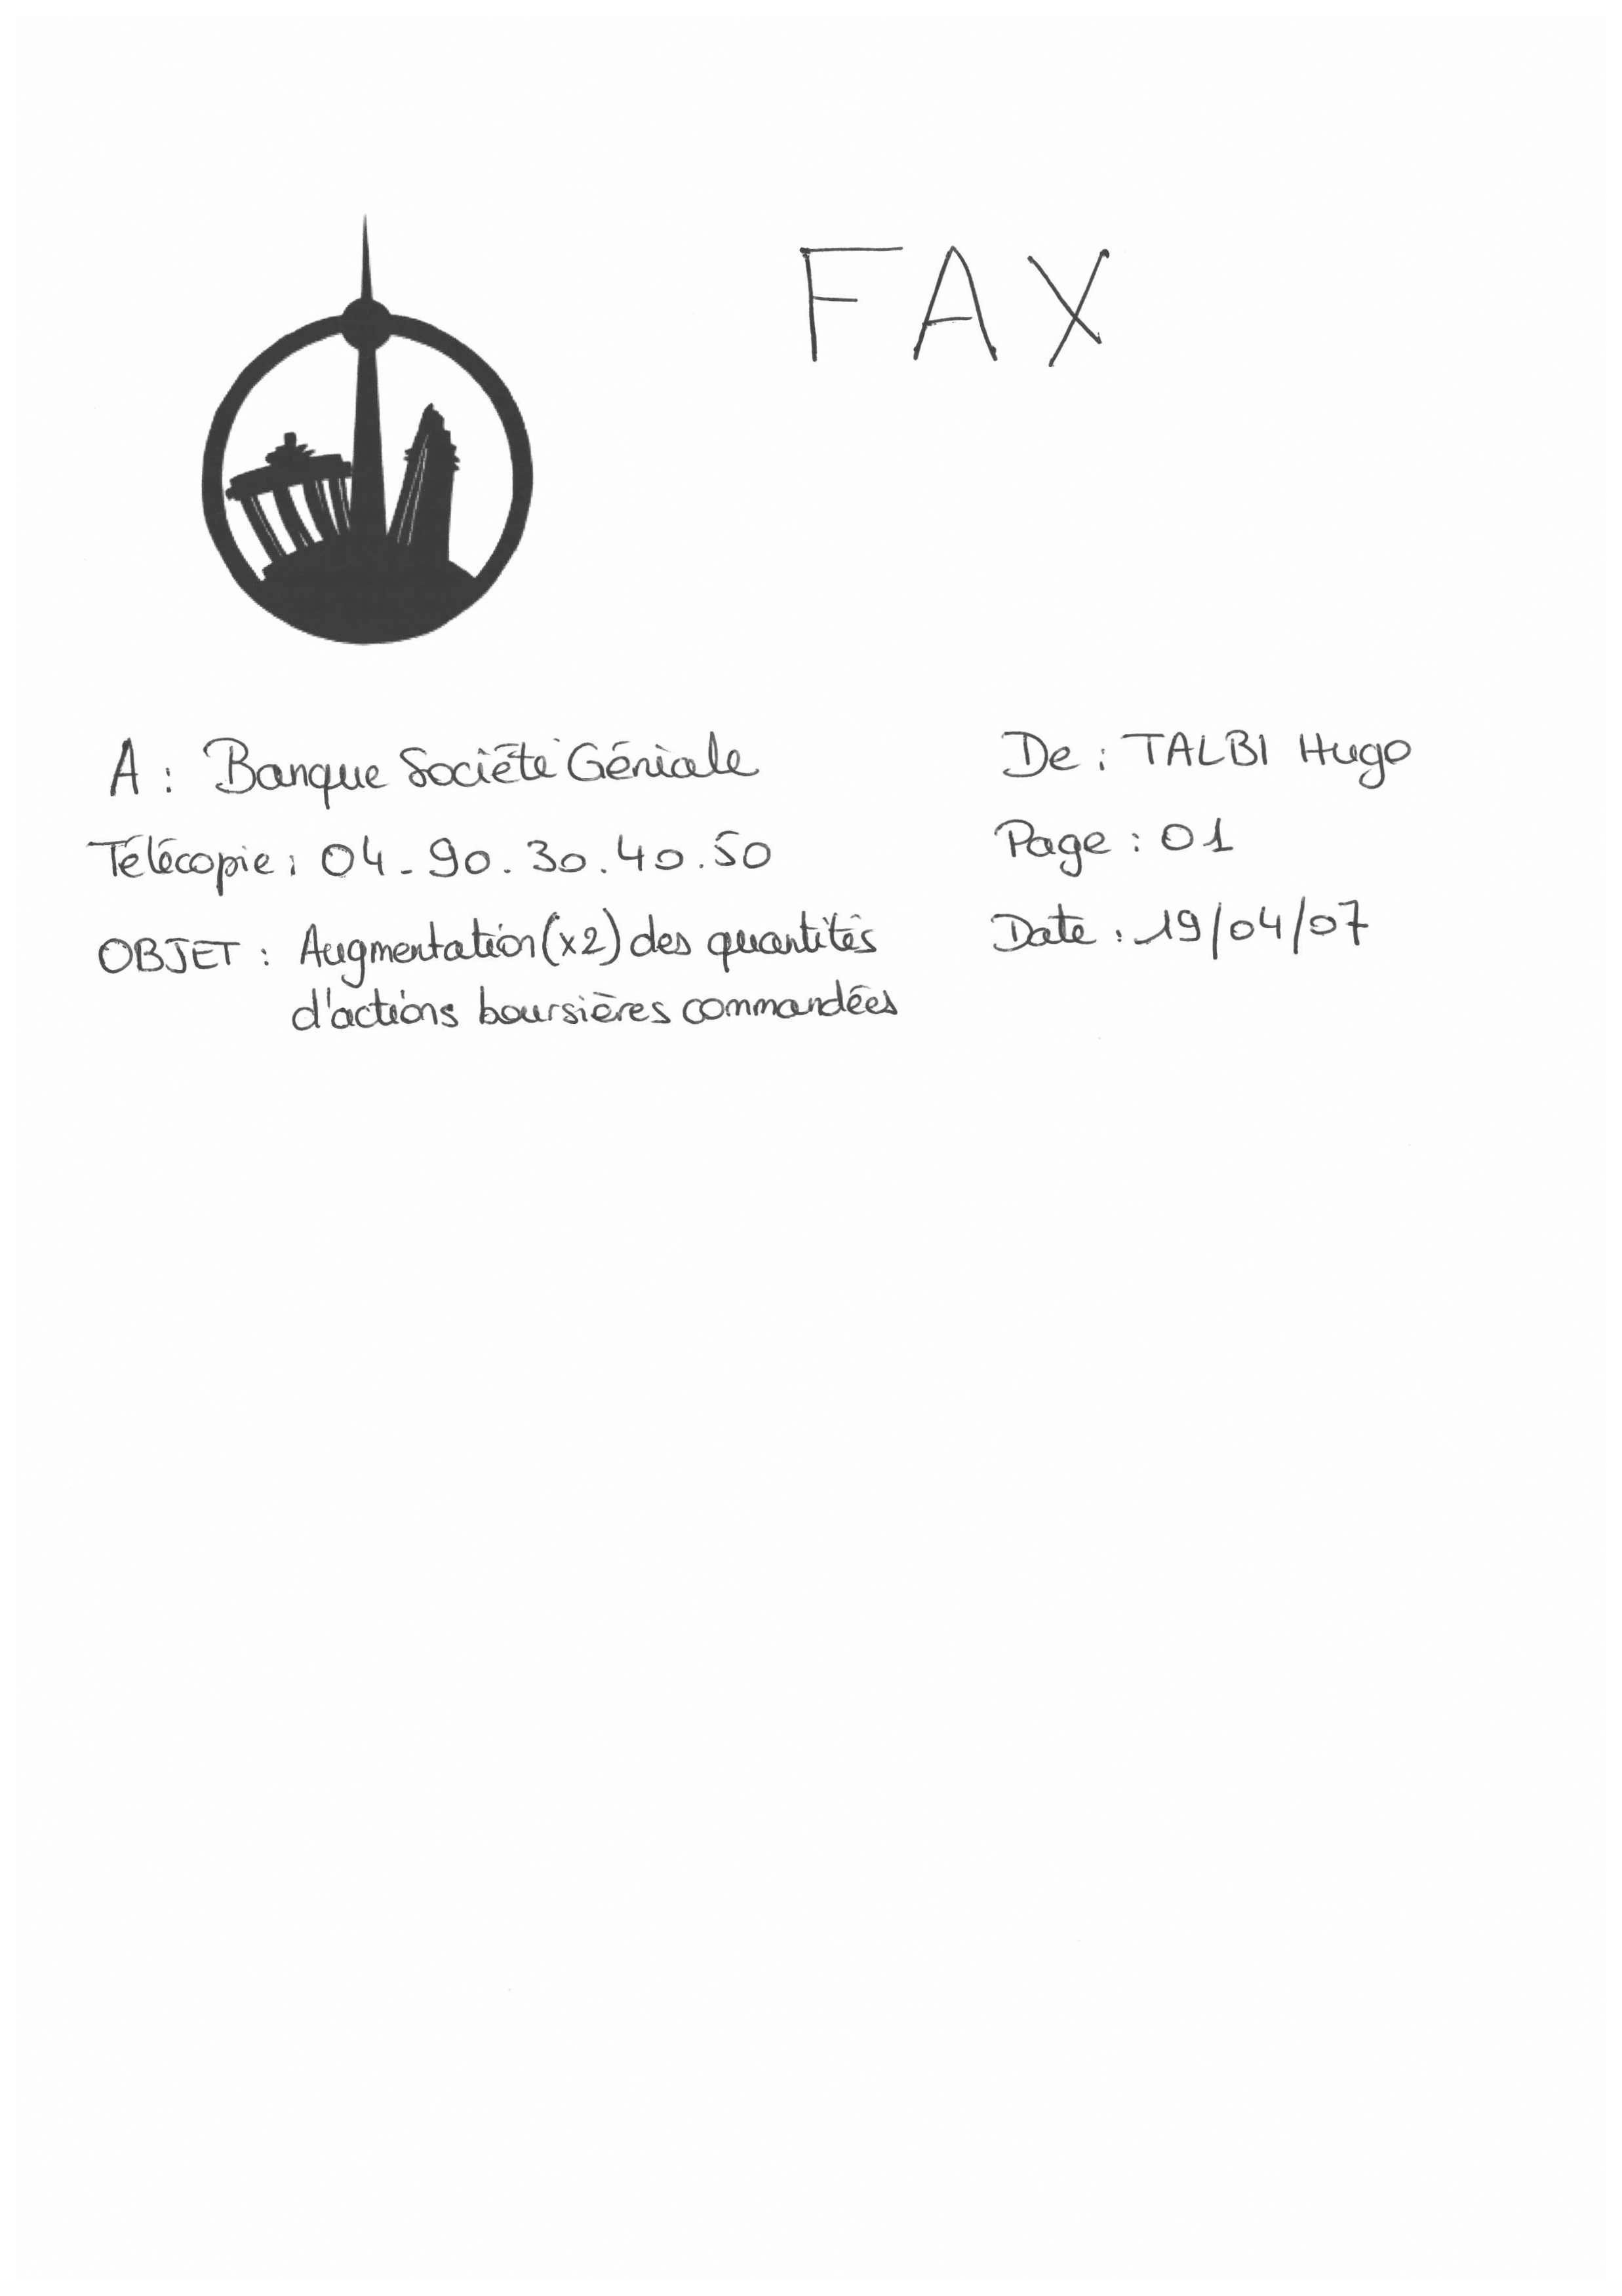 FAX
A : Banque Société Géniale
De : TALBI Hugo
Télécopie : 04.90.30.40.50
Page : 01
OBJET : Augmentation (x2) des quantités
Date : 19/04/07
d'actions boursières commandées